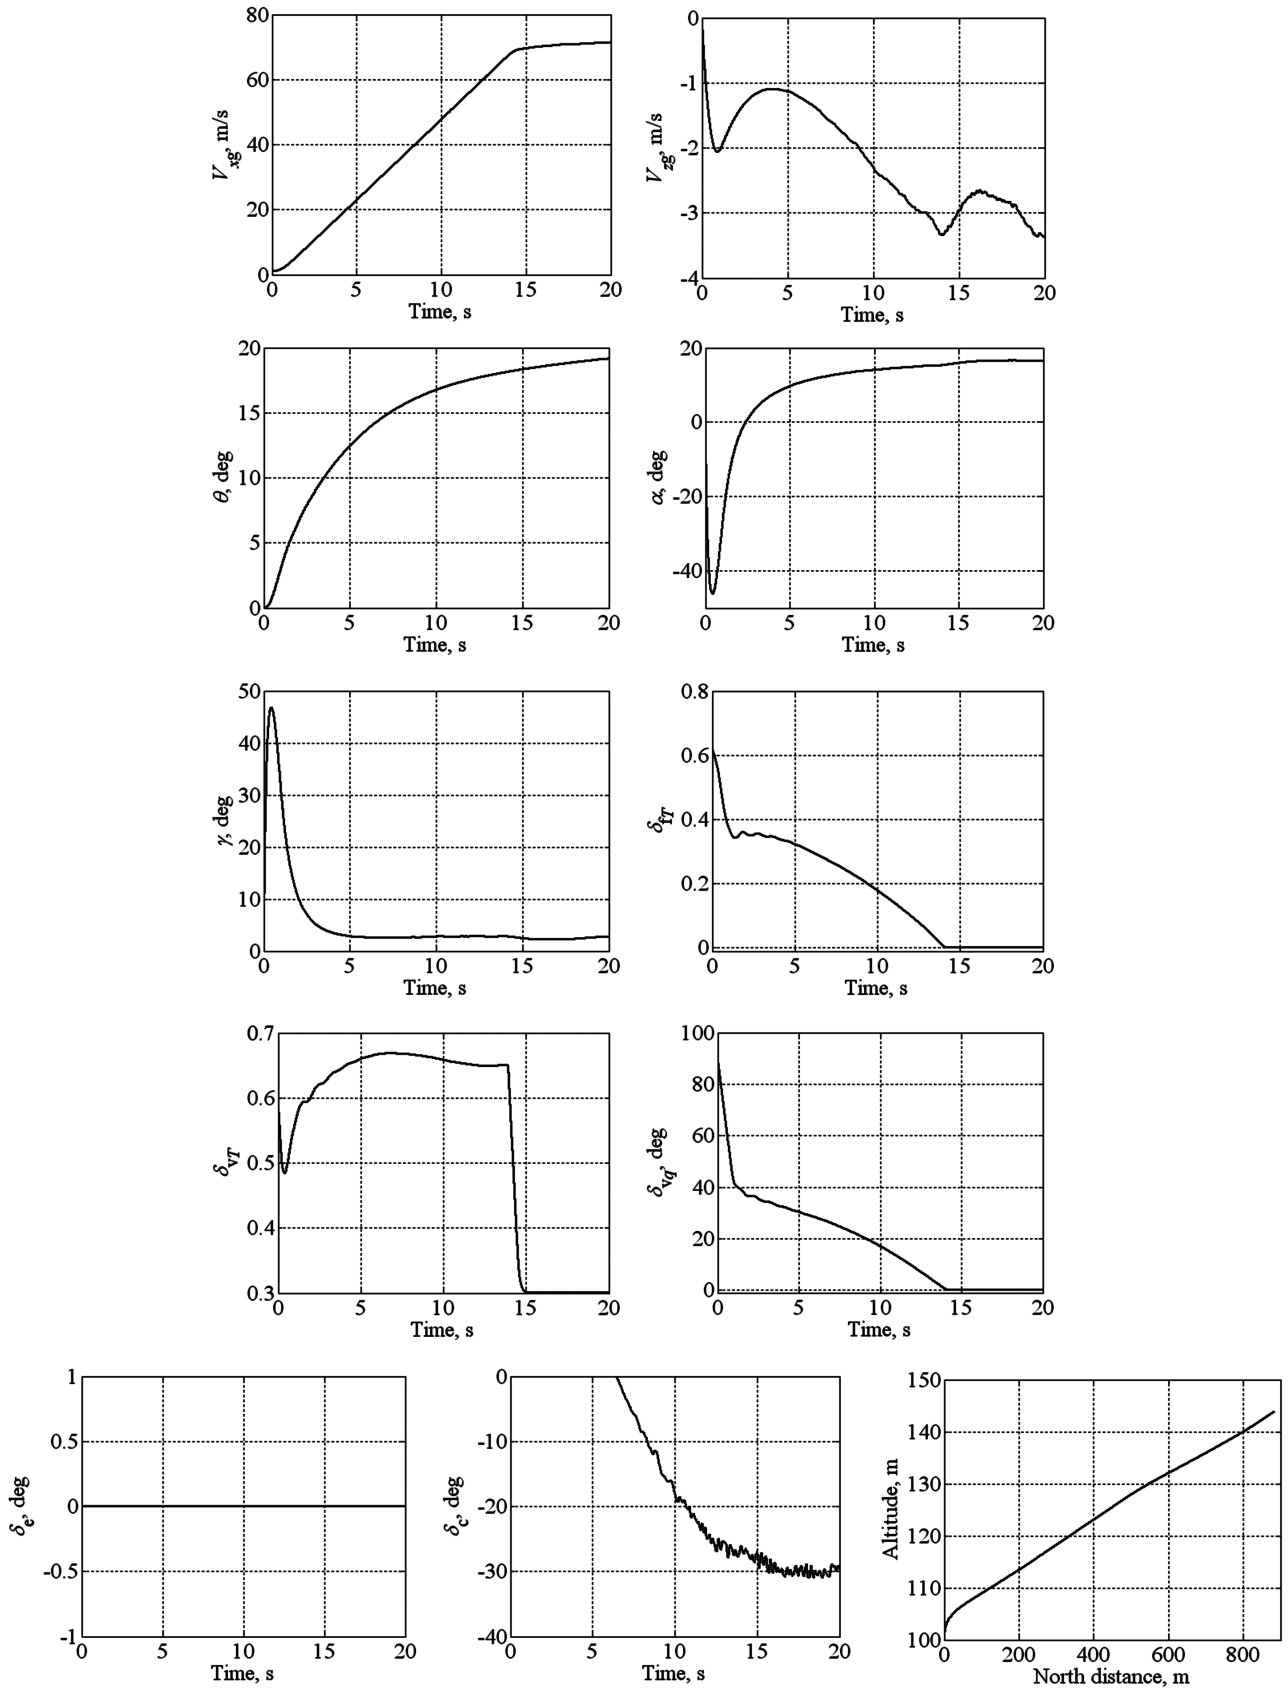 80
60
40
20
0
V_xg, m/s
0 5 10 15 20
Time, s
0
-1
-2
-3
-4
V_zg, m/s
0 5 10 15 20
Time, s
20
15
10
5
0
θ, deg
0 5 10 15 20
Time, s
20
0
-20
-40
α, deg
0 5 10 15 20
Time, s
50
40
30
20
10
0
γ, deg
0 5 10 15 20
Time, s
0.8
0.6
0.4
0.2
0
δ_fT
0 5 10 15 20
Time, s
0.7
0.6
0.5
0.4
0.3
δ_vT
0 5 10 15 20
Time, s
100
80
60
40
20
0
δ_vq, deg
0 5 10 15 20
Time, s
1
0.5
0
-0.5
-1
δ_e, deg
0 5 10 15 20
Time, s
0
-10
-20
-30
-40
δ_c, deg
0 5 10 15 20
Time, s
150
140
130
120
110
100
Altitude, m
0 200 400 600 800
North distance, m